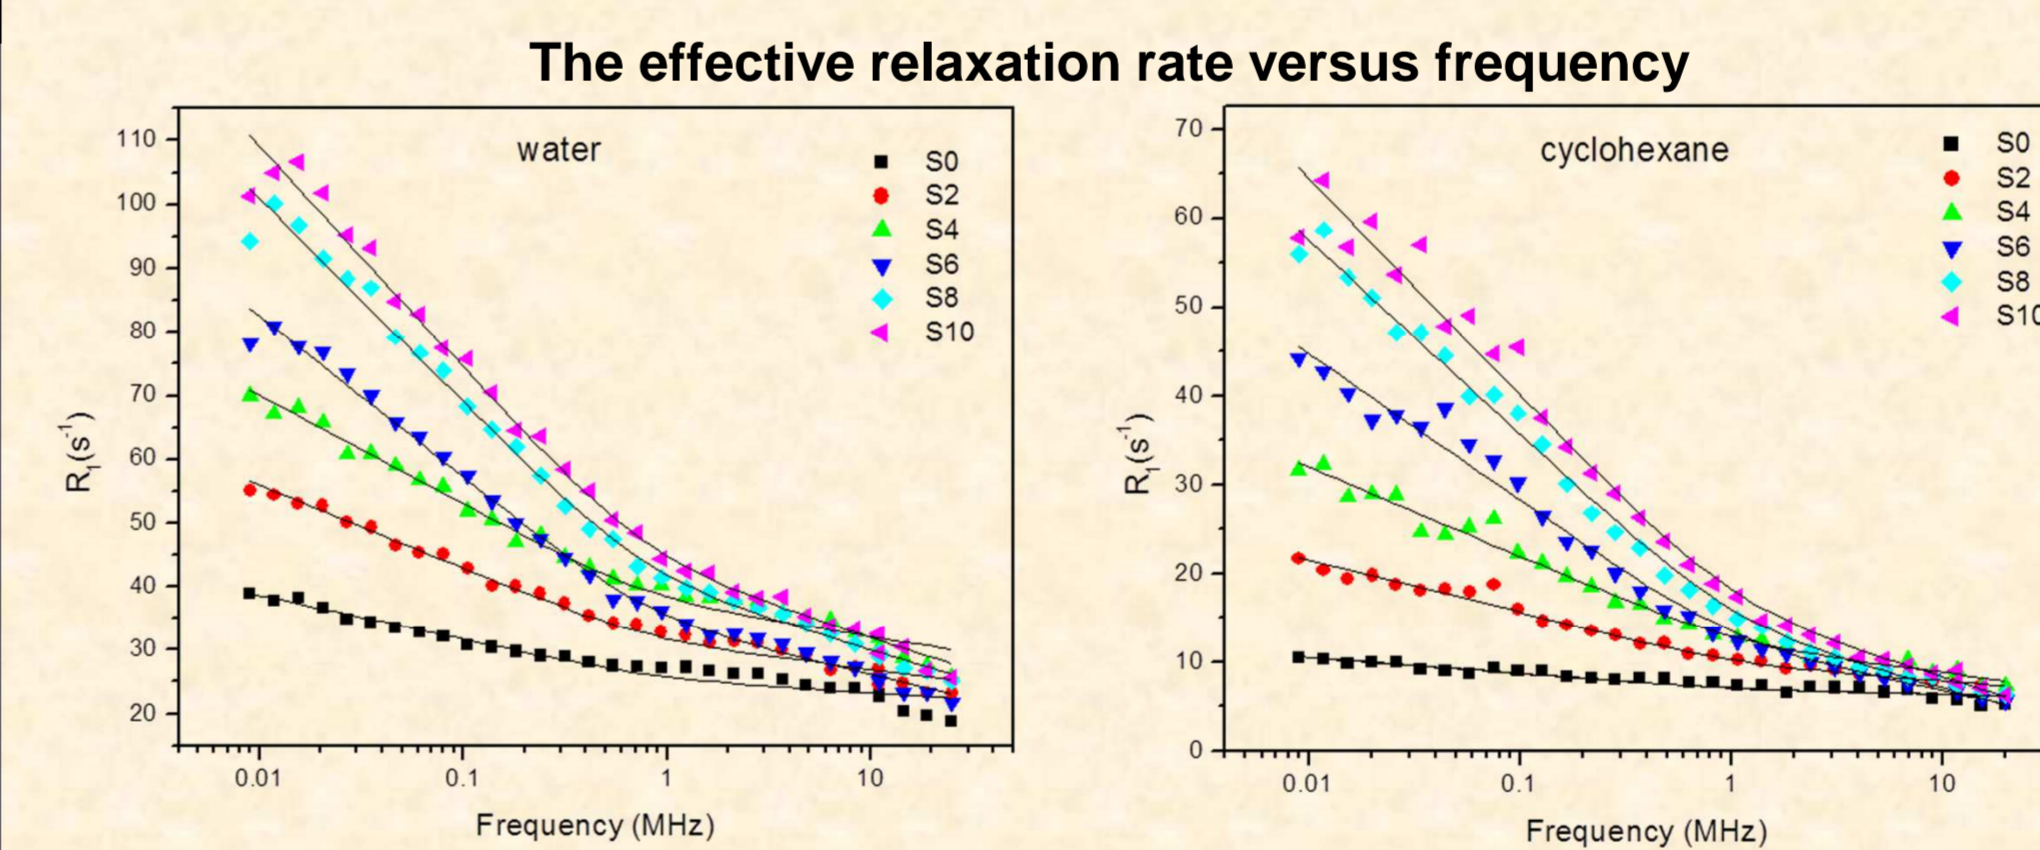 The effective relaxation rate versus frequency
water
S0
S2
S4
S6
S8
S10
110
100
90
80
70
60
50
40
30
20
R₁(s⁻¹)
0.01 0.1 1 10
Frequency (MHz)
cyclohexane
S0
S2
S4
S6
S8
S10
70
60
50
40
30
20
10
0
R₁(s⁻¹)
0.01 0.1 1 10
Frequency (MHz)